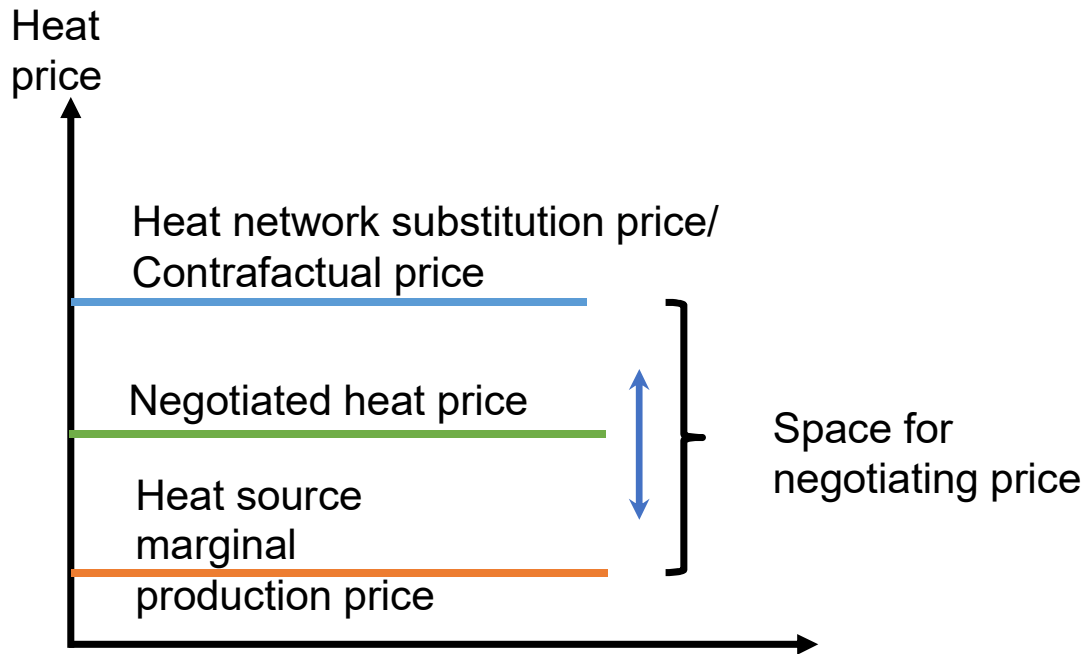 Heat
price
Heat network substitution price/
Contrafactual price
Negotiated heat price
Space for
negotiating price
Heat source
marginal
production price